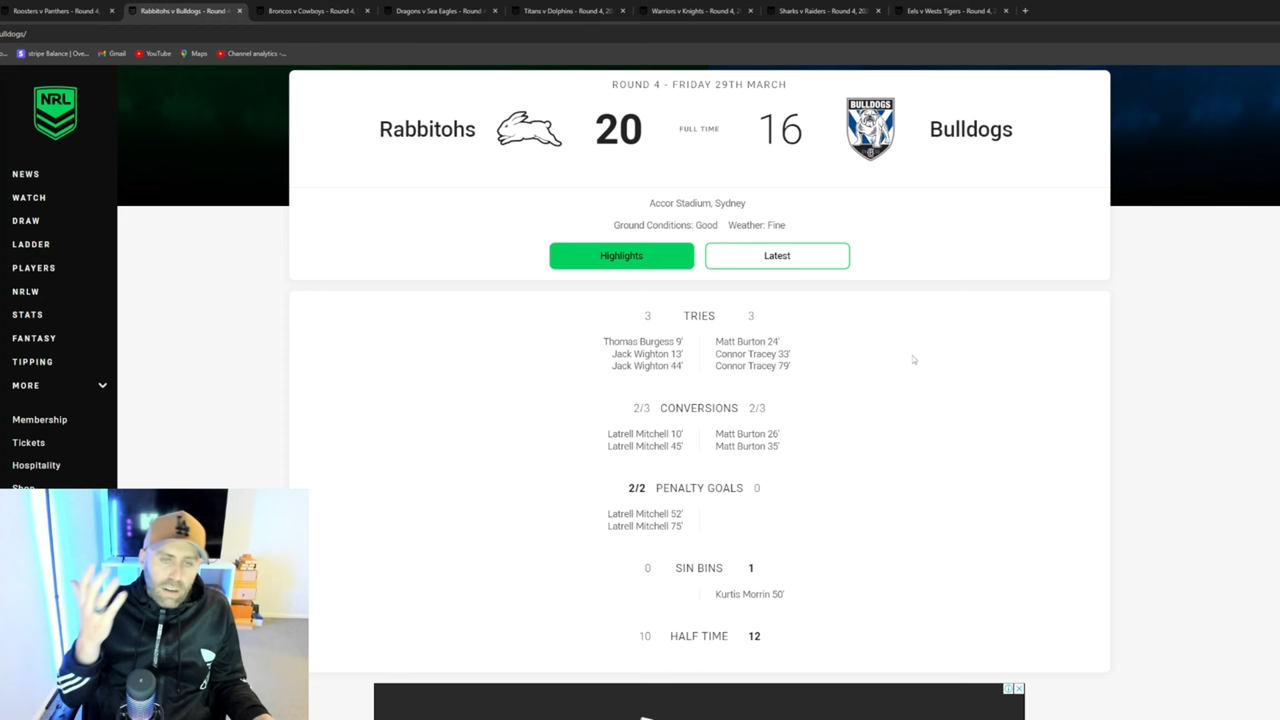 Roosters v Panthers - Round 4,
Rabbitohs v Bulldogs - Round 4
Broncos v Cowboys - Round 4,
Dragons v Sea Eagles - Round 4,
Titans v Dolphins - Round 4, 20
Warriors v Knights - Round 4, 2
Sharks v Raiders - Round 4, 20
Eels v Wests Tigers - Round 4, 2
ulldogs/
stripe Balance | Ove...
Gmail
YouTube
Maps
Channel analytics -...
NRL
NEWS
WATCH
DRAW
LADDER
PLAYERS
NRLW
STATS
FANTASY
TIPPING
MORE
Membership
Tickets
Hospitality
Shop
ROUND 4 - FRIDAY 29TH MARCH
Rabbitohs 20 FULL TIME 16 BULLDOGS Bulldogs
Accor Stadium, Sydney
Ground Conditions: Good Weather: Fine
Highlights Latest
3 TRIES 3
Thomas Burgess 9' Matt Burton 24'
Jack Wighton 13' Connor Tracey 33'
Jack Wighton 44' Connor Tracey 79'
2/3 CONVERSIONS 2/3
Latrell Mitchell 10' Matt Burton 26'
Latrell Mitchell 45' Matt Burton 35'
2/2 PENALTY GOALS 0
Latrell Mitchell 52'
Latrell Mitchell 75'
0 SIN BINS 1
Kurtis Morrin 50'
10 HALF TIME 12